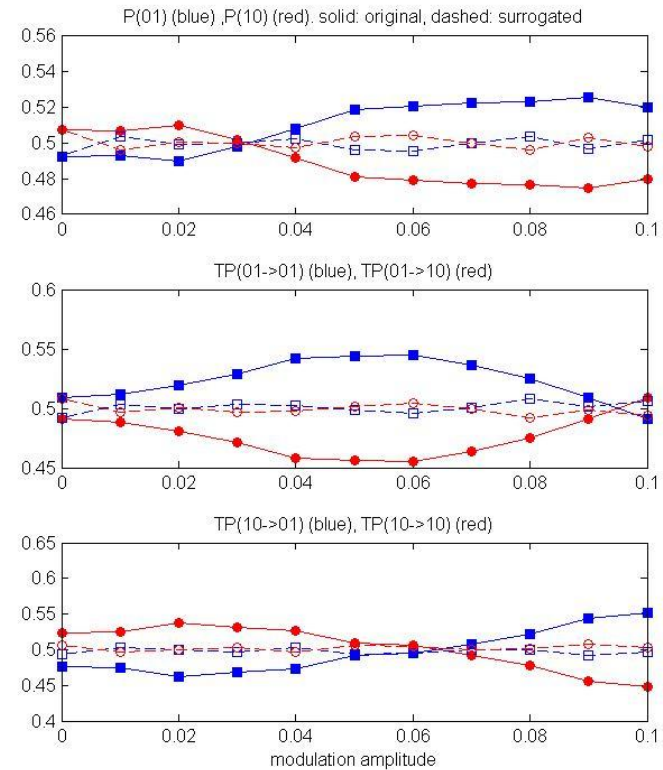 P(01) (blue) ,P(10) (red). solid: original, dashed: surrogated
0.56
0.54
0.52
0.5
0.48
0.46
0 0.02 0.04 0.06 0.08 0.1
TP(01->01) (blue), TP(01->10) (red)
0.6
0.55
0.5
0.45
0 0.02 0.04 0.06 0.08 0.1
TP(10->01) (blue), TP(10->10) (red)
0.65
0.6
0.55
0.5
0.45
0.4
0 0.02 0.04 0.06 0.08 0.1
modulation amplitude